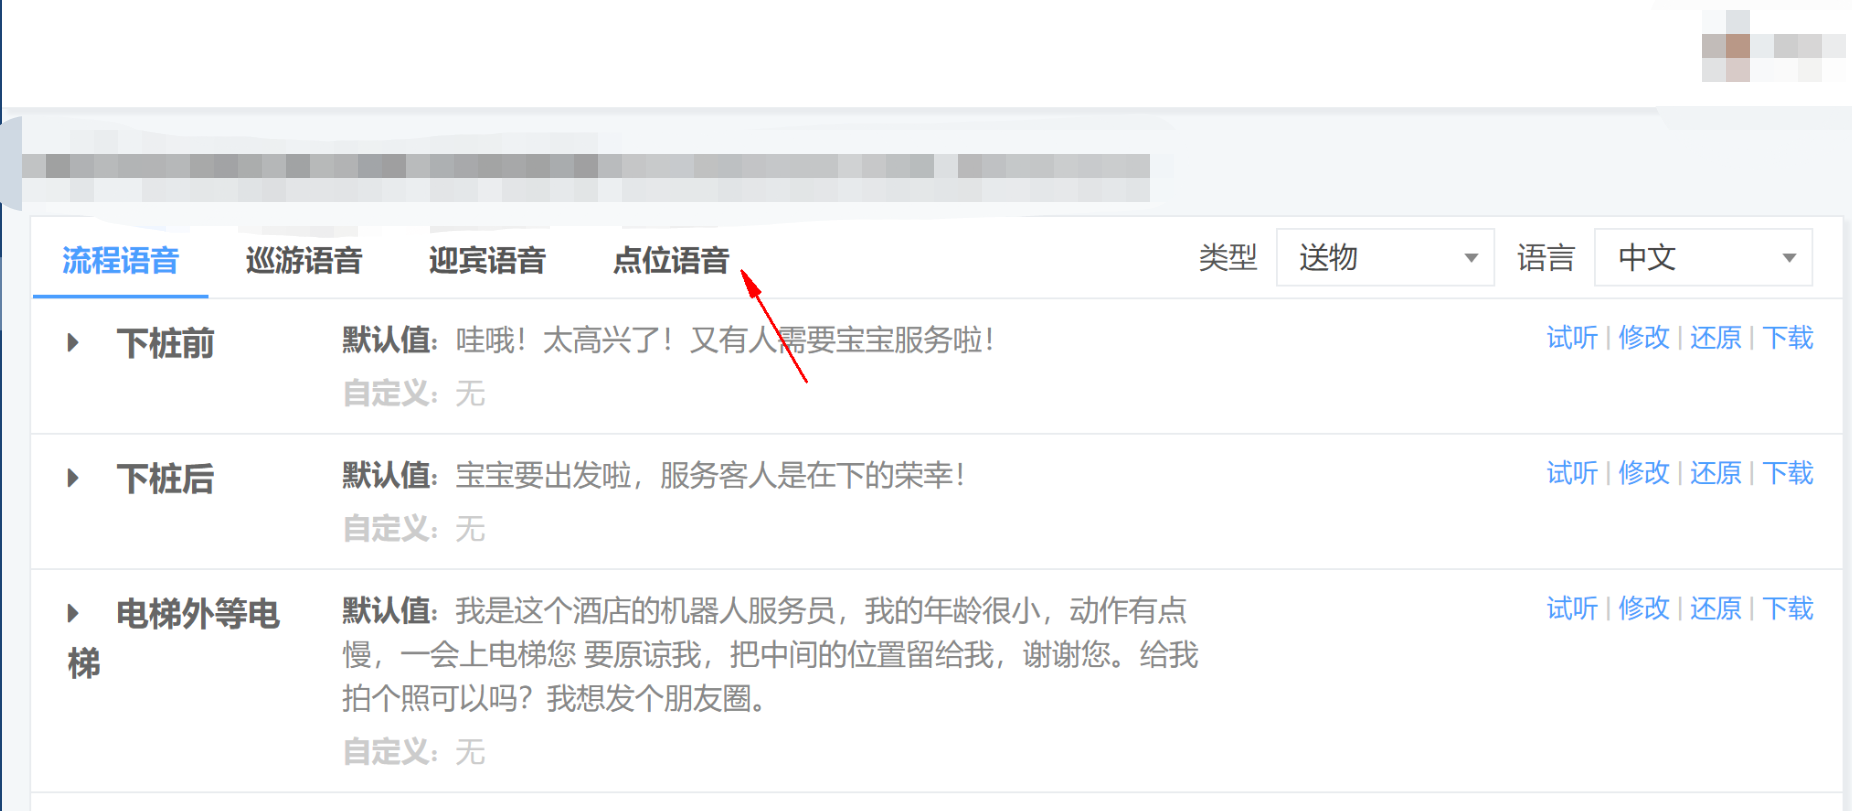 流程语音 巡游语音 迎宾语音 点位语音 类型 送物 语言 中文
下桩前 默认值：哇哦！太高兴了！又有人需要宝宝服务啦！ 试听 | 修改 | 还原 | 下载
自定义：无
下桩后 默认值：宝宝要出发啦，服务客人是在下的荣幸！ 试听 | 修改 | 还原 | 下载
自定义：无
电梯外等电 默认值：我是这个酒店的机器人服务员，我的年龄很小，动作有点 试听 | 修改 | 还原 | 下载
梯 慢，一会上电梯您 要原谅我，把中间的位置留给我，谢谢您。给我
拍个照可以吗？我想发个朋友圈。
自定义：无